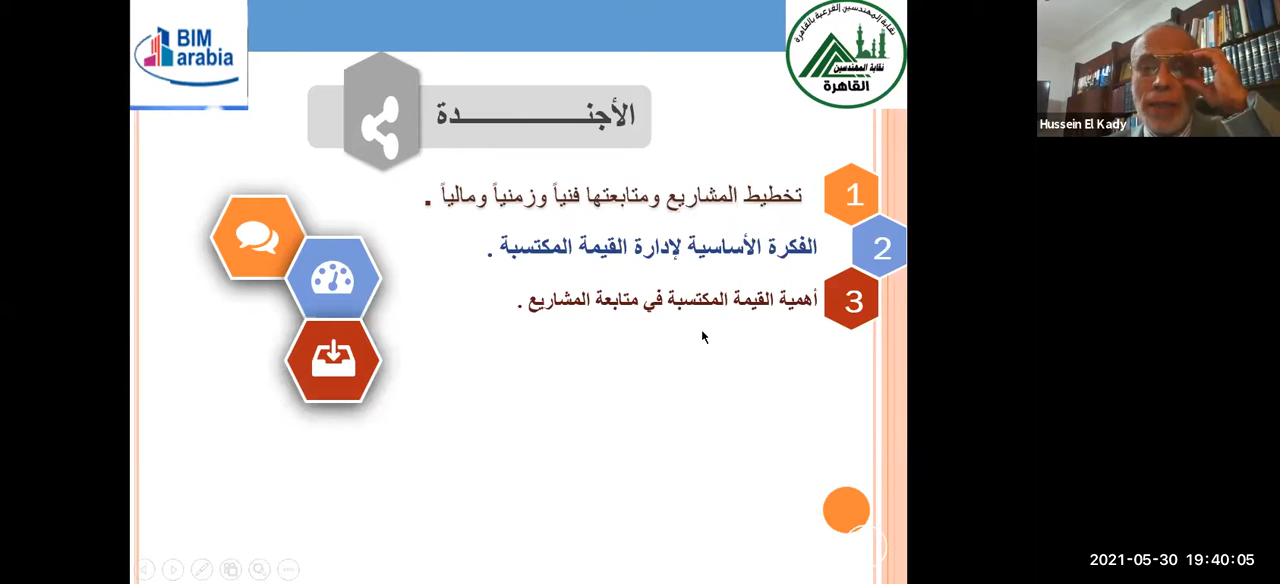 BIM
arabia
نقابة المهندسين الفرعية بالقاهرة
نقابة المهندسين
القاهرة
Hussein El Kady
الأجنـــــــــــــدة
1 تخطيط المشاريع ومتابعتها فنياً وزمنياً ومالياً .
2 الفكرة الأساسية لإدارة القيمة المكتسبة .
3 أهمية القيمة المكتسبة في متابعة المشاريع .
2021-05-30 19:40:05